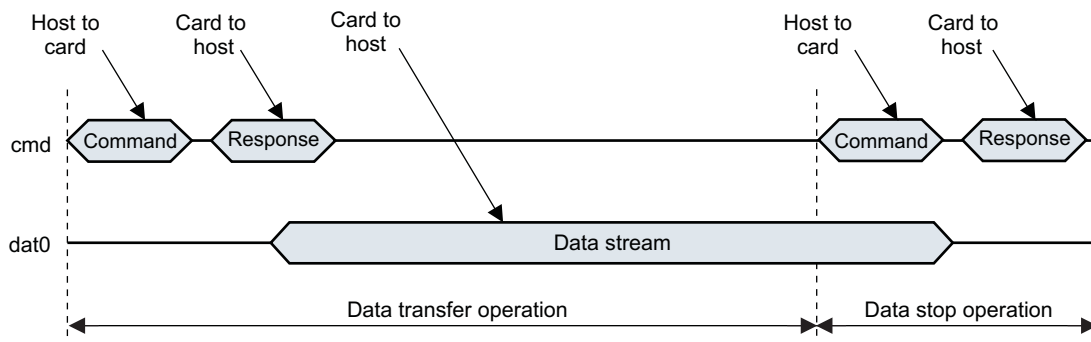 Host to
card
Card to
host
Card to
host
Host to
card
Card to
host
cmd
Command
Response
Command
Response
dat0
Data stream
Data transfer operation
Data stop operation